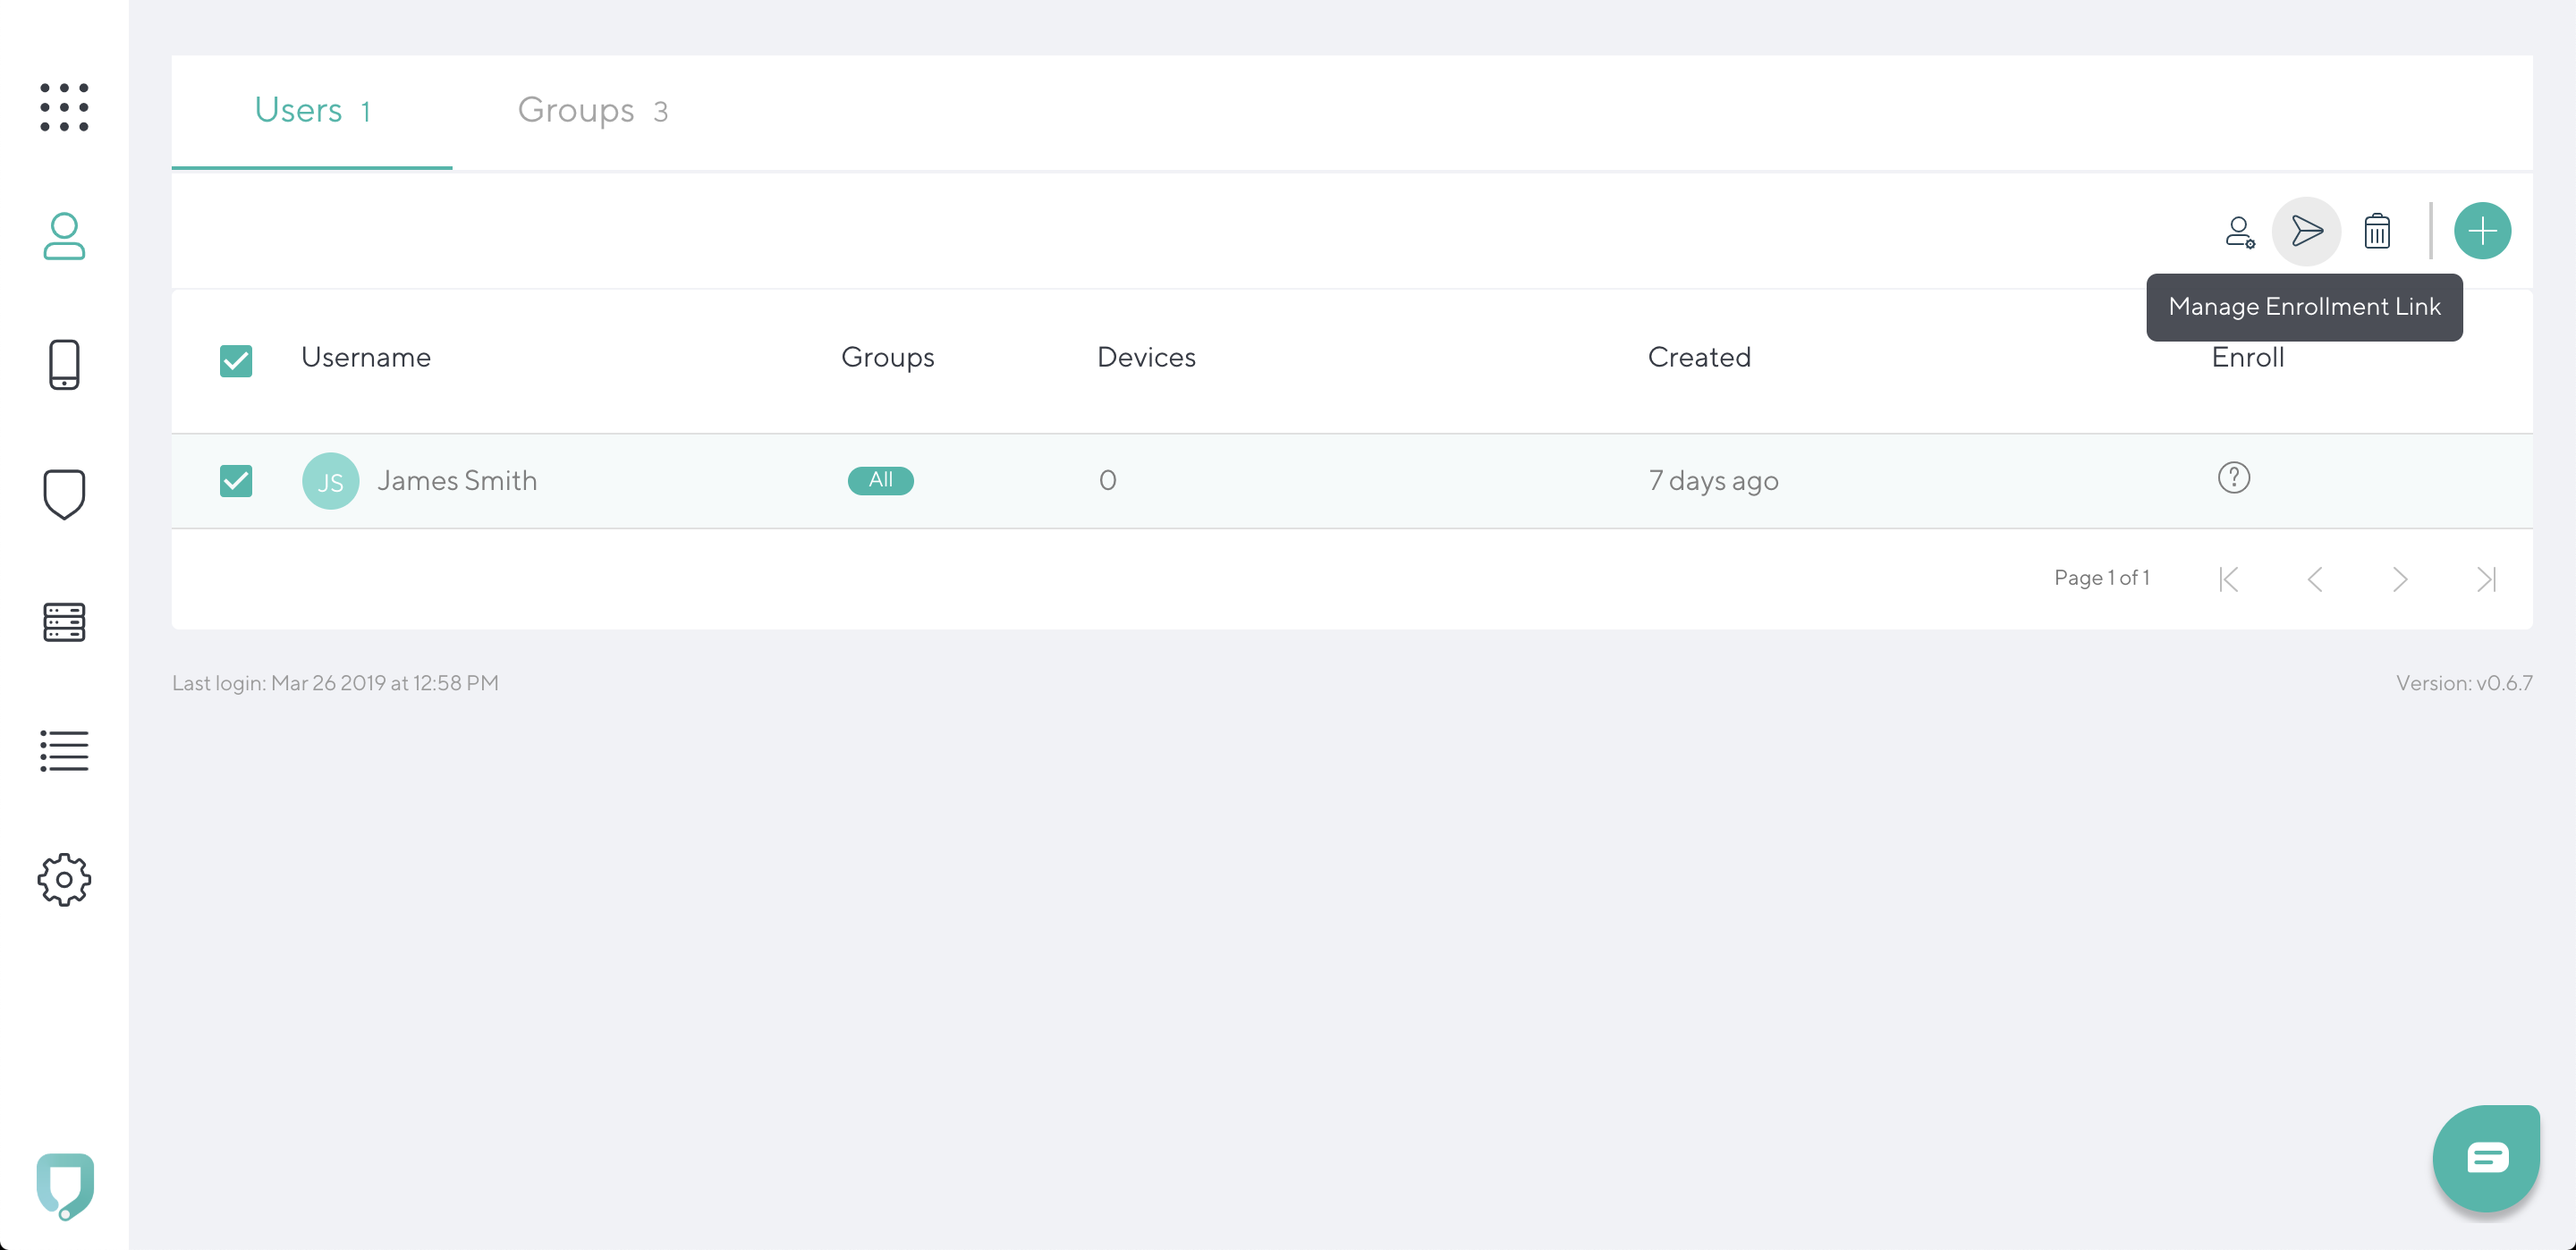 Users 1
Groups 3
Manage Enrollment Link
Username
Groups
Devices
Created
Enroll
JS
James Smith
All
0
7 days ago
?
Page 1 of 1
Last login: Mar 26 2019 at 12:58 PM
Version: v0.6.7